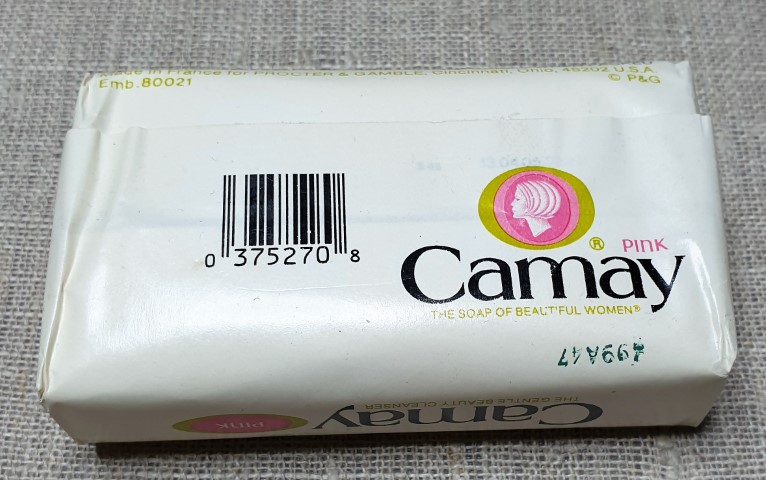 in France for PROCTER & GAMBLE, Cincinnati, Ohio, 45202 U.S.A.
Emb. 80021
© P&G
0 375270 8
® PINK
Camay
THE SOAP OF BEAUTIFUL WOMEN®
THE GENTLE BEAUTY CLEANSER
Camay
PINK